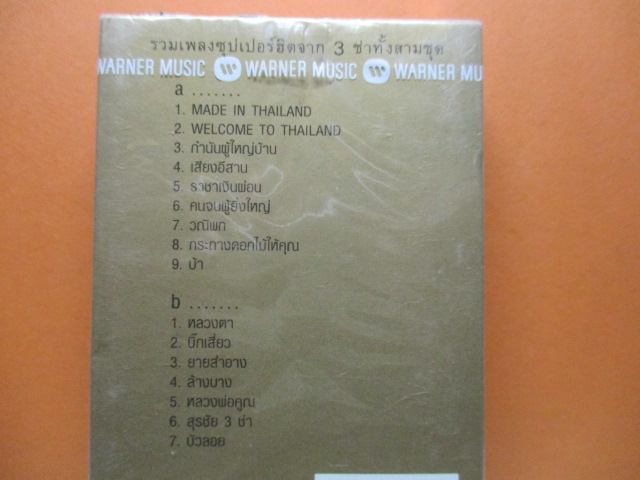 รวมเพลงซุปเปอร์ฮิตจาก 3 ช่าทั้งสามชุด
WARNER MUSIC WARNER MUSIC WARNER MU
a .......
1. MADE IN THAILAND
2. WELCOME TO THAILAND
3. กำนันผู้ใหญ่บ้าน
4. เสียงอีสาน
5. ราชาเงินผ่อน
6. คนจนผู้ยิ่งใหญ่
7. วณิพก
8. กระถางดอกไม้ให้คุณ
9. บ้า
b .......
1. หลวงตา
2. บิ๊กเสี่ยว
3. ยายสำอาง
4. ล้างบาง
5. หลวงพ่อคูณ
6. สุรชัย 3 ช่า
7. บัวลอย